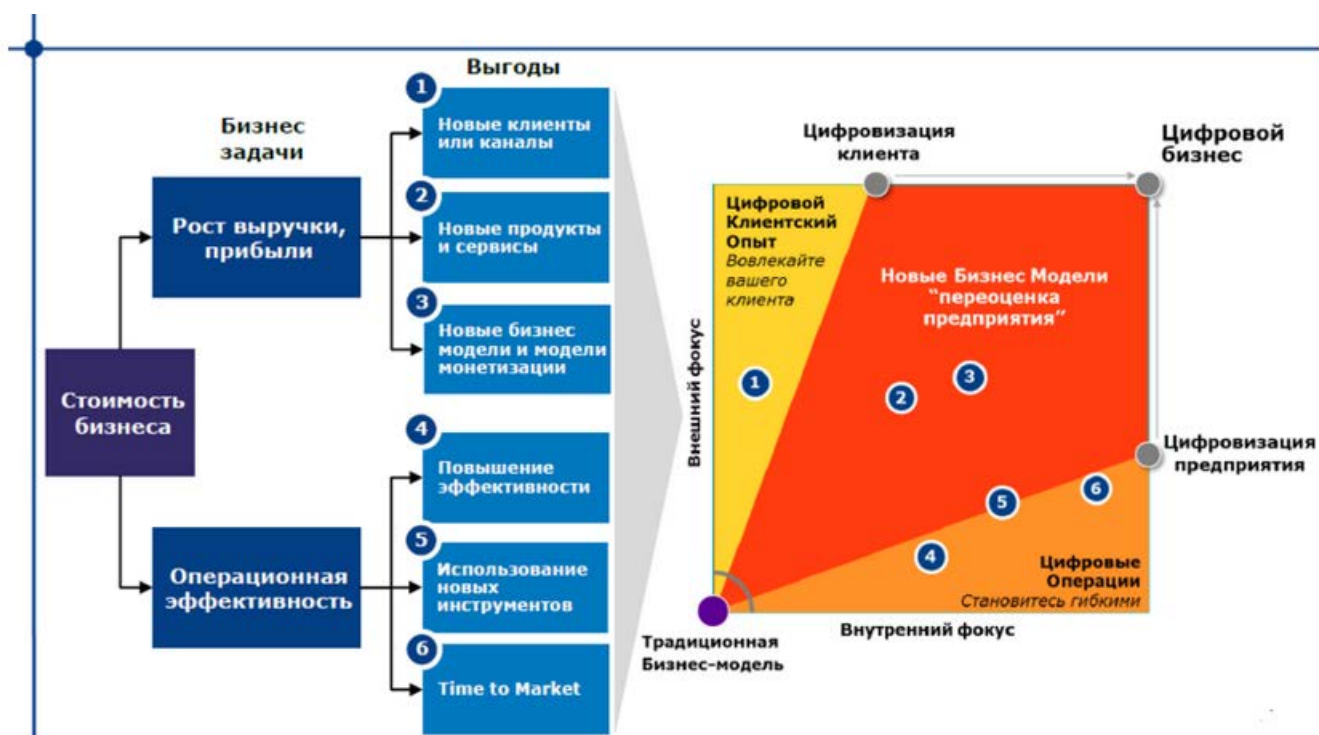 Выгоды
Бизнес
задачи
Стоимость
бизнеса
Рост выручки,
прибыли
Операционная
эффективность
1
Новые клиенты
или каналы
2
Новые продукты
и сервисы
3
Новые бизнес
модели и модели
монетизации
4
Повышение
эффективности
5
Использование
новых
инструментов
6
Time to Market
Цифровизация
клиента
Цифровой
бизнес
Цифровой
Клиентский
Опыт
Вовлекайте
вашего
клиента
Новые Бизнес Модели
“переоценка
предприятия”
Внешний фокус
1
2
3
Цифровизация
предприятия
4
5
6
Цифровые
Операции
Становитесь гибкими
Внутренний фокус
Традиционная
Бизнес-модель